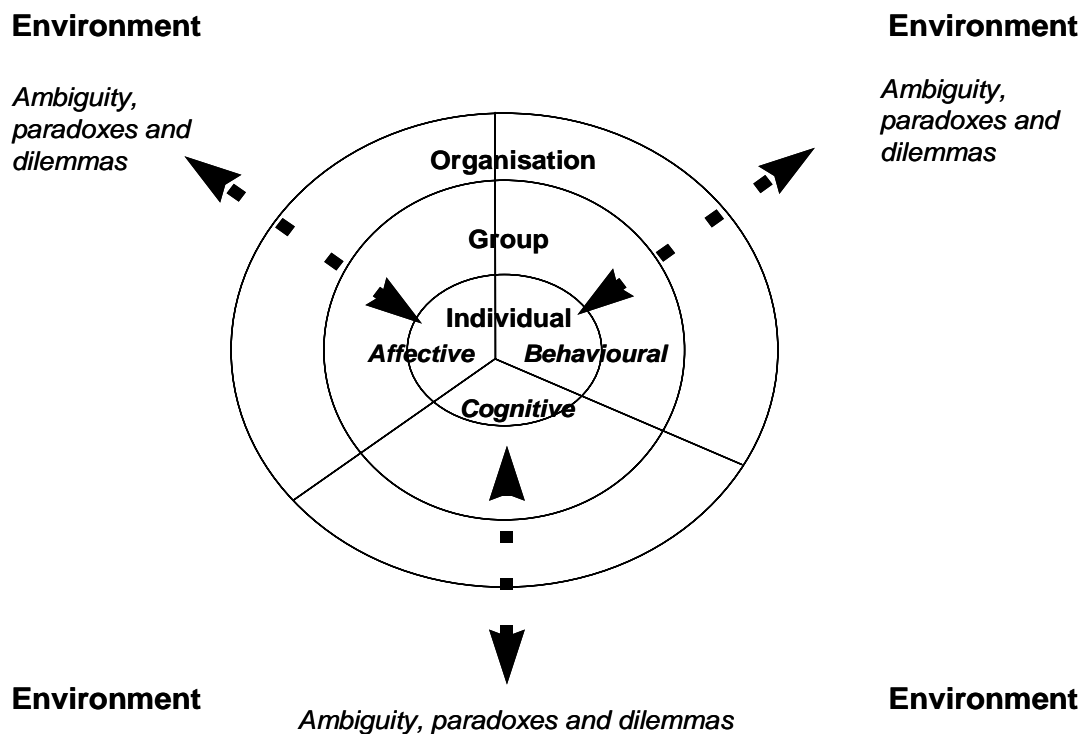 Environment
Environment
Ambiguity,
paradoxes and
dilemmas
Ambiguity,
paradoxes and
dilemmas
Organisation
Group
Individual
Affective
Behavioural
Cognitive
Environment
Environment
Ambiguity, paradoxes and dilemmas